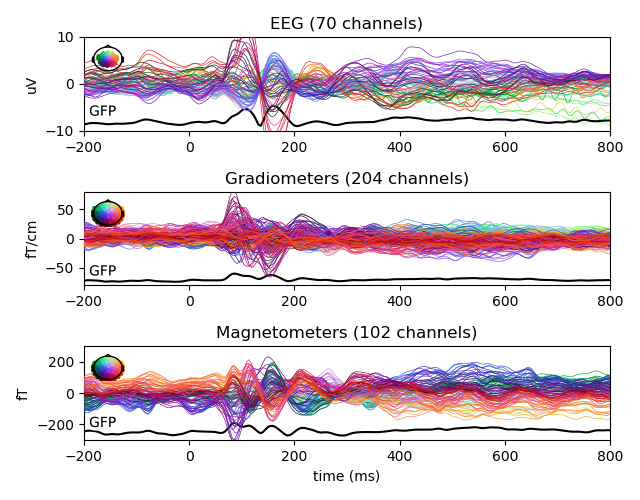 EEG (70 channels)
10
0
−10
uV
GFP
−200 0 200 400 600 800
Gradiometers (204 channels)
50
0
−50
fT/cm
GFP
−200 0 200 400 600 800
Magnetometers (102 channels)
200
0
−200
fT
GFP
−200 0 200 400 600 800
time (ms)